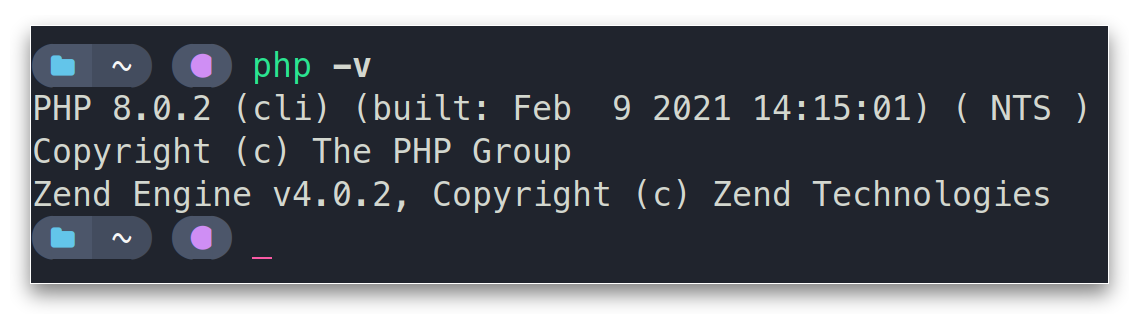 ~ php -v
PHP 8.0.2 (cli) (built: Feb  9 2021 14:15:01) ( NTS )
Copyright (c) The PHP Group
Zend Engine v4.0.2, Copyright (c) Zend Technologies
~ _